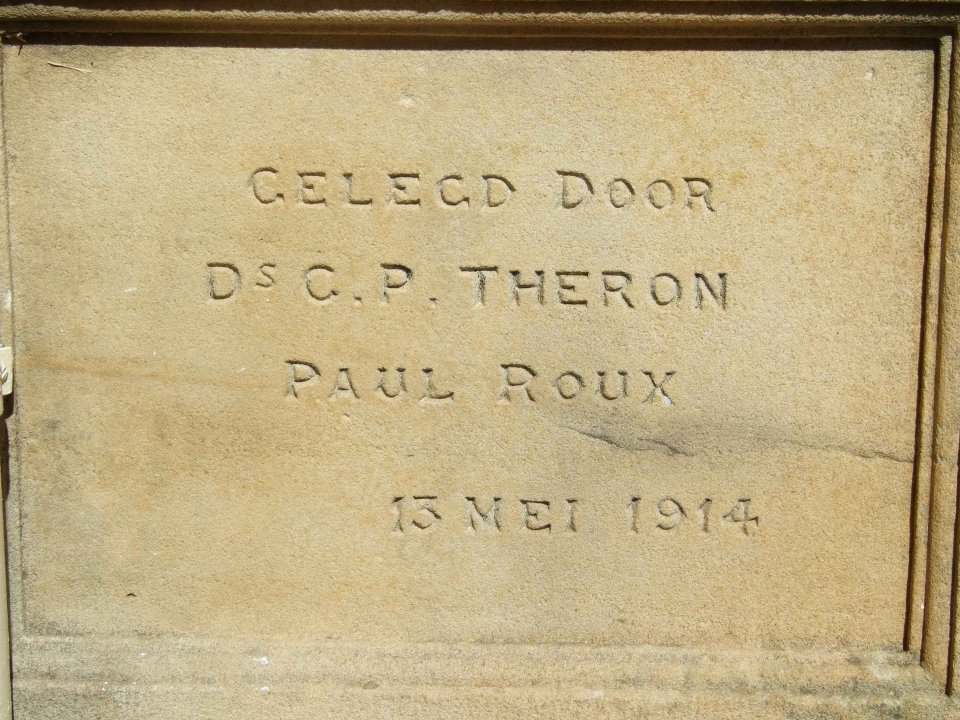 GELEGD DOOR
Ds C.P. THERON
PAUL ROUX
13 MEI 1914